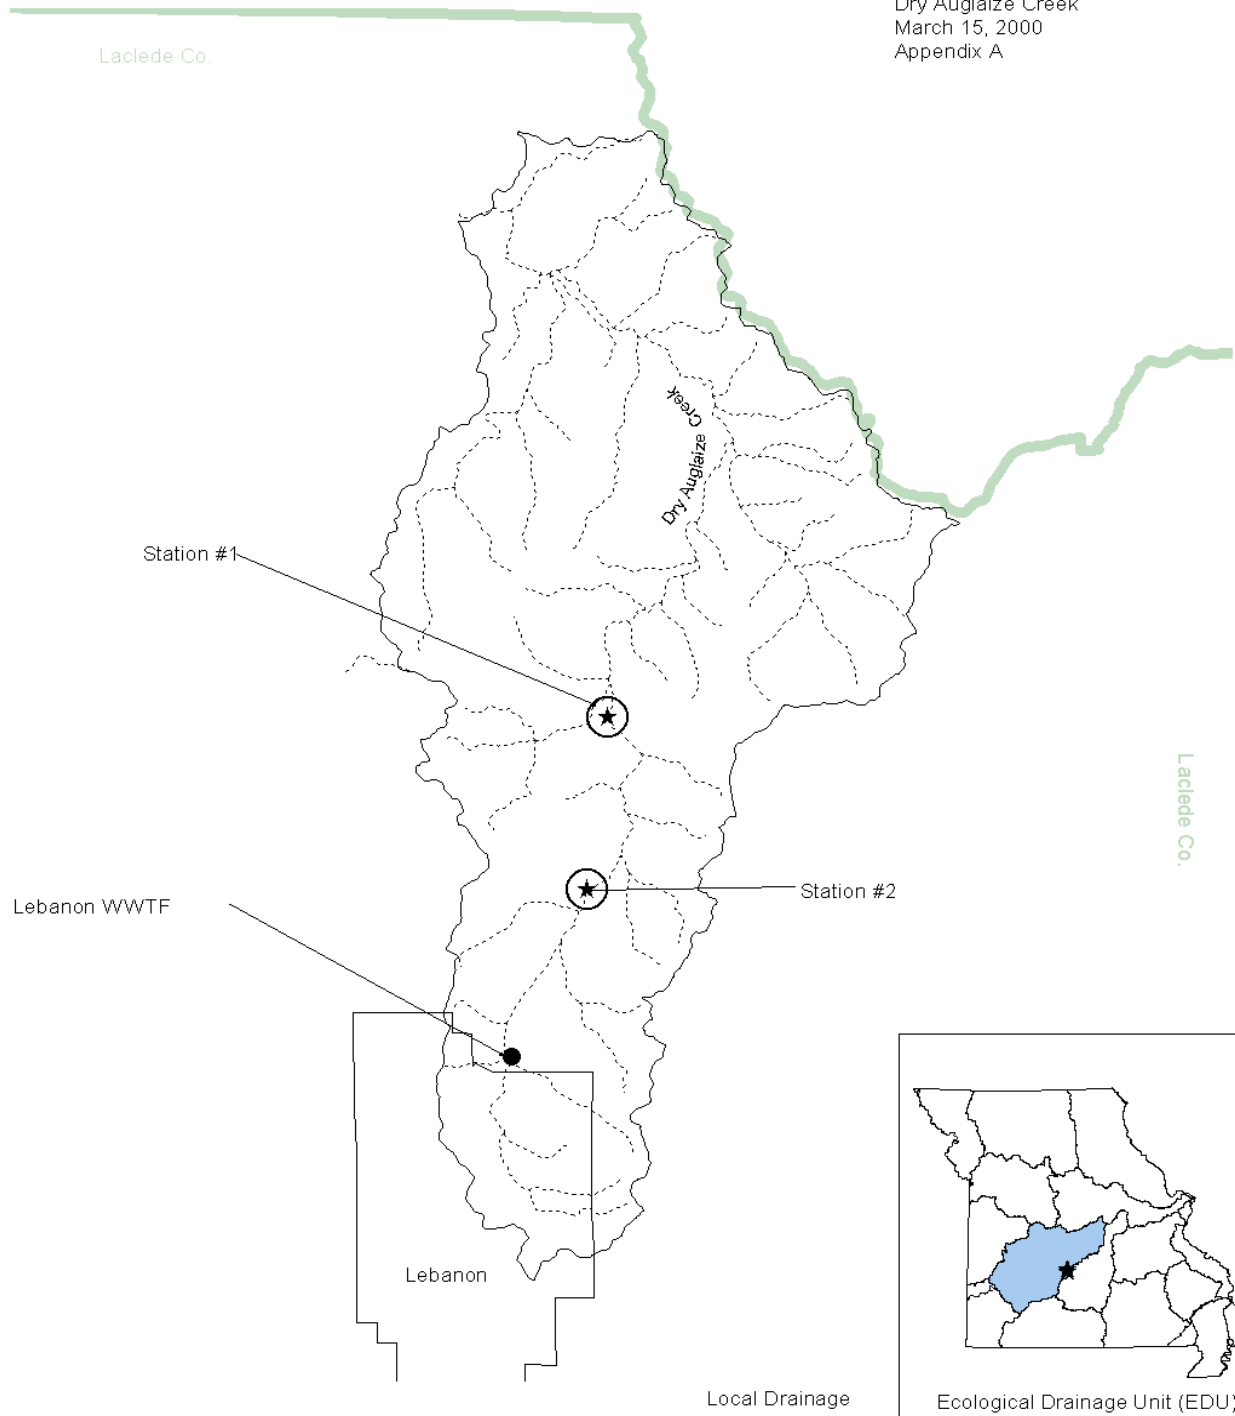 Dry Auglaize Creek
March 15, 2000
Appendix A
Laclede Co.
Dry Auglaize Creek
Station #1
Laclede Co.
Station #2
Lebanon WWTF
Lebanon
Local Drainage
Ecological Drainage Unit (EDU)